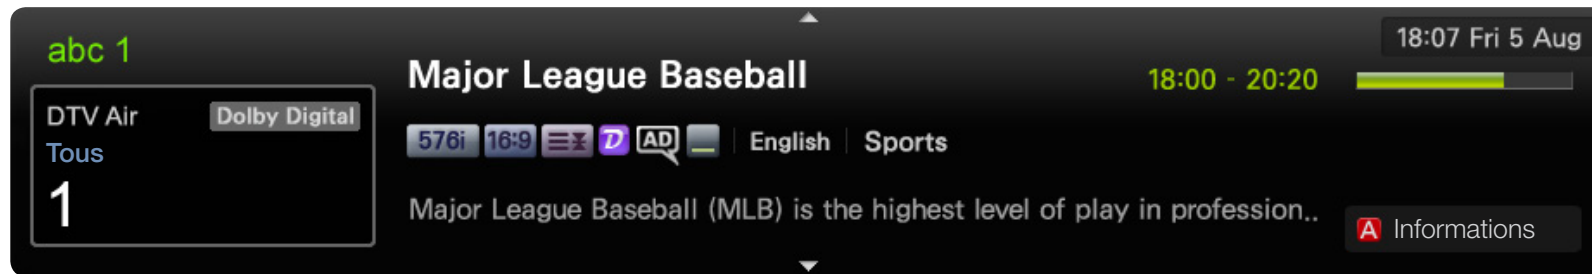 abc 1
DTV Air Dolby Digital
Tous
1
Major League Baseball
18:00 - 20:20
18:07 Fri 5 Aug
576i 16:9 D AD English Sports
Major League Baseball (MLB) is the highest level of play in profession..
A Informations